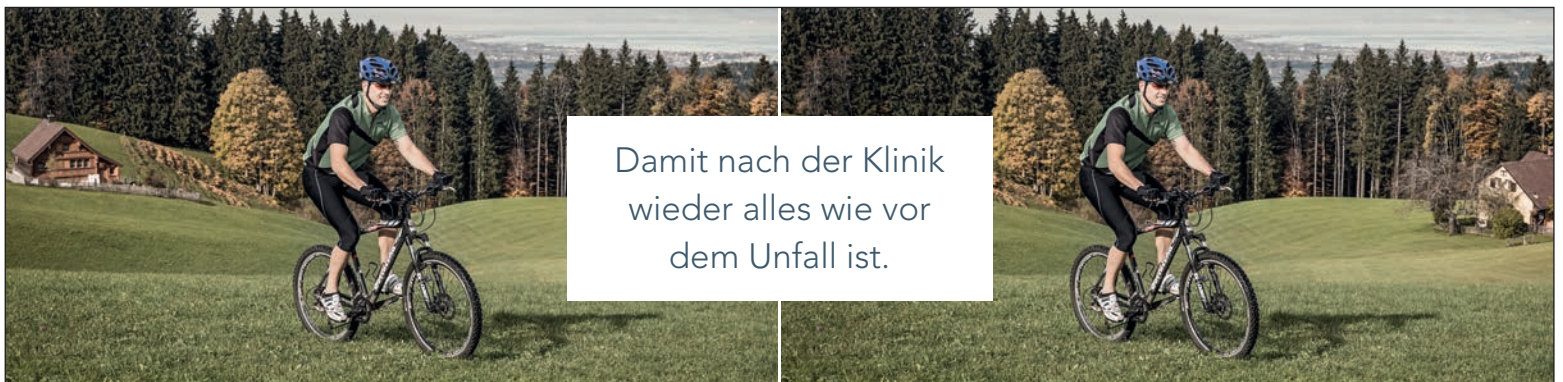 Damit nach der Klinik
wieder alles wie vor
dem Unfall ist.